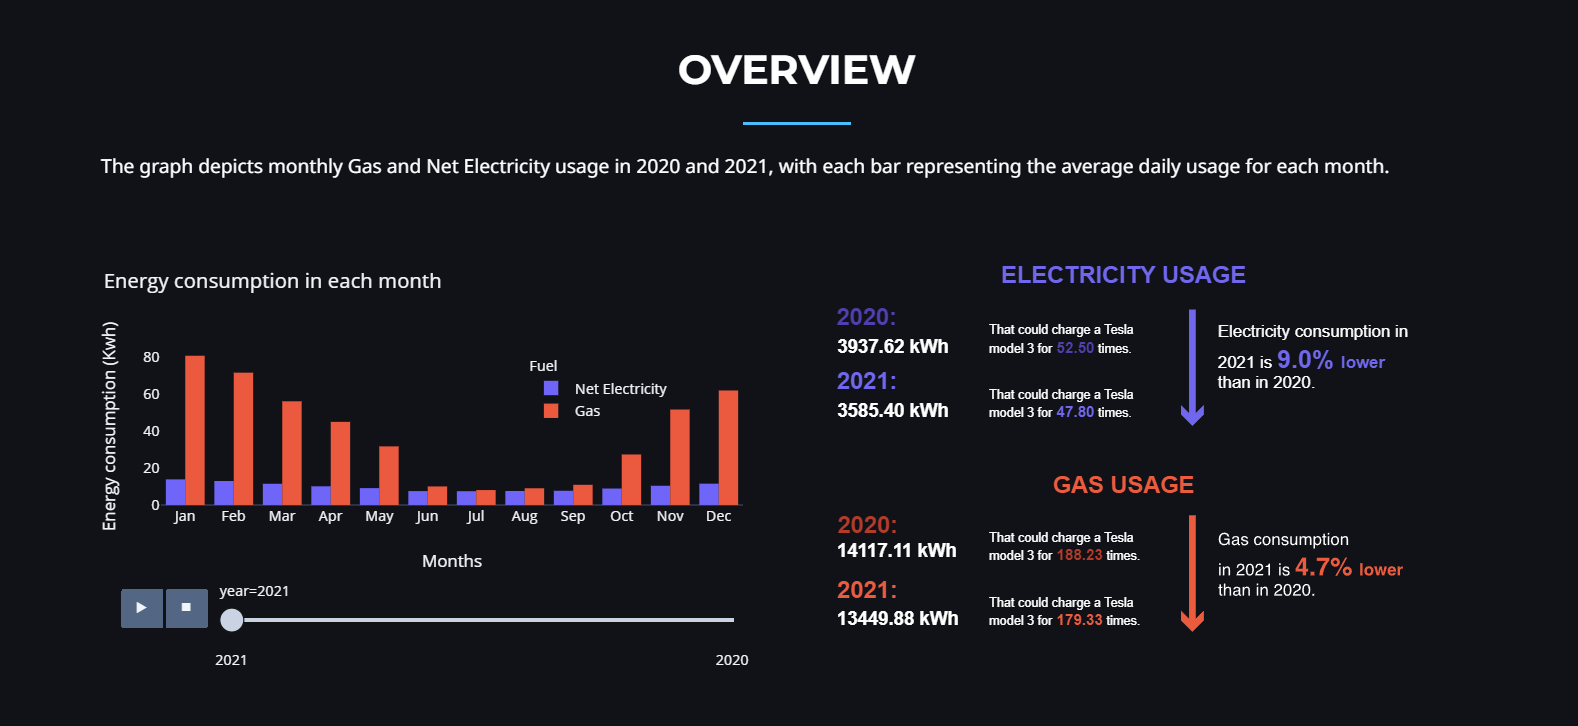 OVERVIEW
The graph depicts monthly Gas and Net Electricity usage in 2020 and 2021, with each bar representing the average daily usage for each month.
Energy consumption in each month
Energy consumption (Kwh)
80
60
40
20
0
Jan Feb Mar Apr May Jun Jul Aug Sep Oct Nov Dec
Months
Fuel
Net Electricity
Gas
year=2021
2021 2020
ELECTRICITY USAGE
2020:
3937.62 kWh
That could charge a Tesla
model 3 for 52.50 times.
2021:
3585.40 kWh
That could charge a Tesla
model 3 for 47.80 times.
Electricity consumption in
2021 is 9.0% lower
than in 2020.
GAS USAGE
2020:
14117.11 kWh
That could charge a Tesla
model 3 for 188.23 times.
2021:
13449.88 kWh
That could charge a Tesla
model 3 for 179.33 times.
Gas consumption
in 2021 is 4.7% lower
than in 2020.